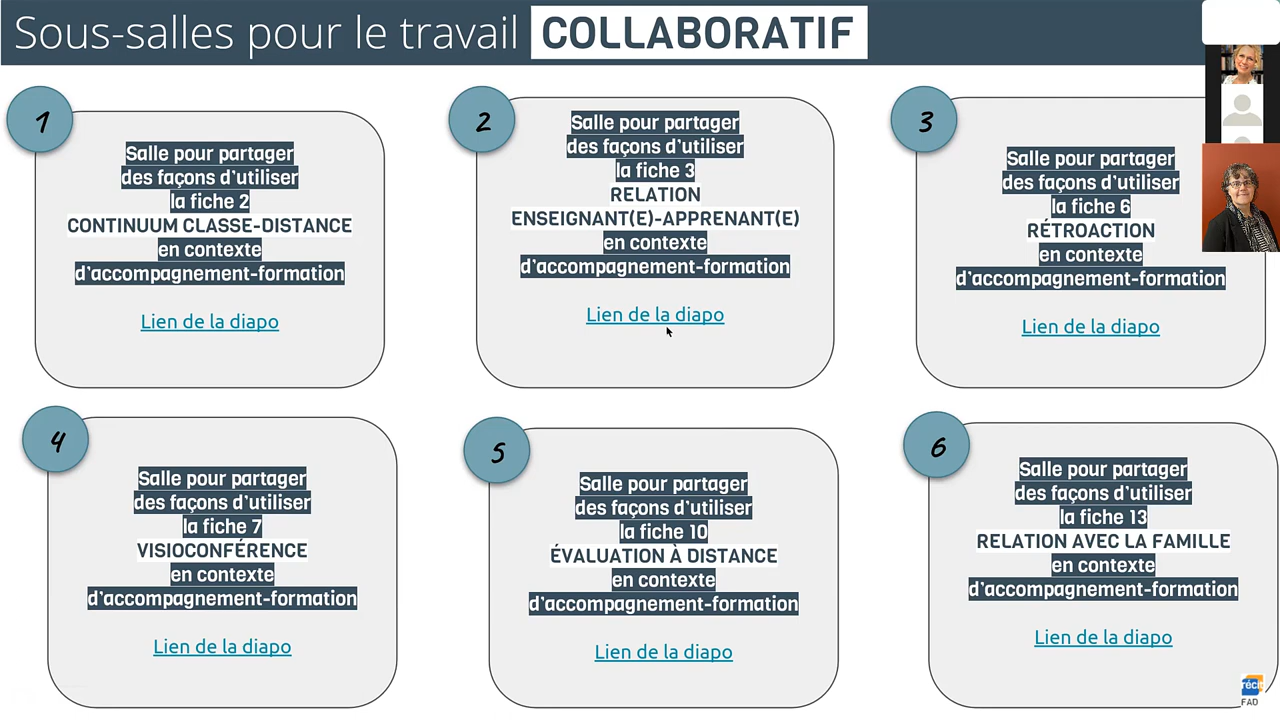 Sous-salles pour le travail COLLABORATIF
1
Salle pour partager
des façons d'utiliser
la fiche 2
CONTINUUM CLASSE-DISTANCE
en contexte
d'accompagnement-formation
Lien de la diapo
2
Salle pour partager
des façons d'utiliser
la fiche 3
RELATION
ENSEIGNANT(E)-APPRENANT(E)
en contexte
d'accompagnement-formation
Lien de la diapo
3
Salle pour partager
des façons d'utiliser
la fiche 6
RÉTROACTION
en contexte
d'accompagnement-formation
Lien de la diapo
4
Salle pour partager
des façons d'utiliser
la fiche 7
VISIOCONFÉRENCE
en contexte
d'accompagnement-formation
Lien de la diapo
5
Salle pour partager
des façons d'utiliser
la fiche 10
ÉVALUATION À DISTANCE
en contexte
d'accompagnement-formation
Lien de la diapo
6
Salle pour partager
des façons d'utiliser
la fiche 13
RELATION AVEC LA FAMILLE
en contexte
d'accompagnement-formation
Lien de la diapo
récit
FAD